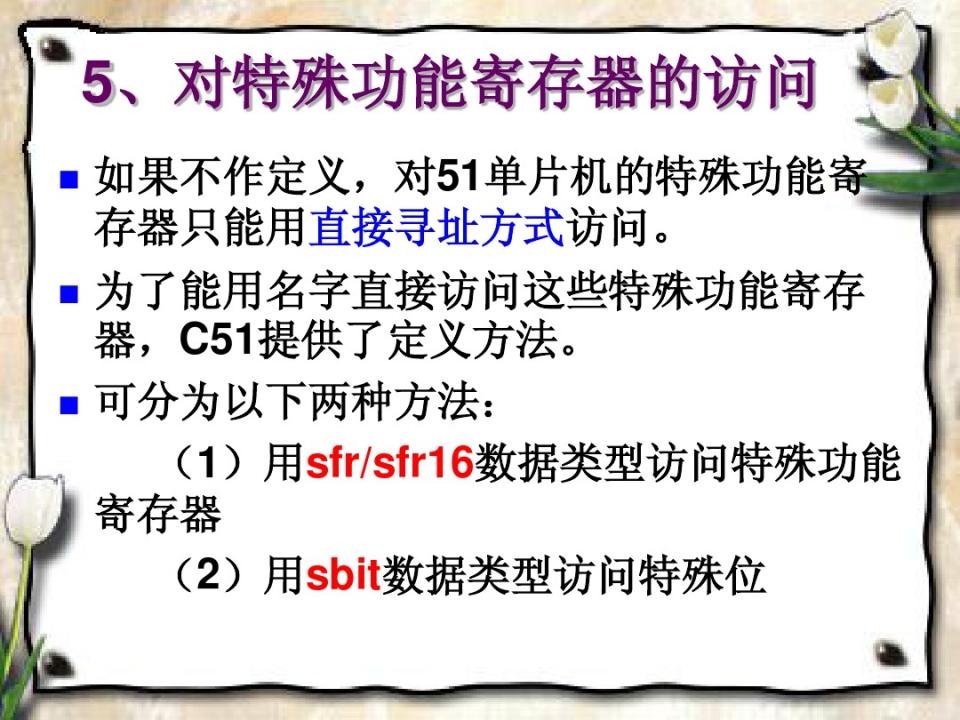 5、对特殊功能寄存器的访问
如果不作定义，对51单片机的特殊功能寄
存器只能用直接寻址方式访问。
为了能用名字直接访问这些特殊功能寄存
器，C51提供了定义方法。
可分为以下两种方法：
（1）用sfr/sfr16数据类型访问特殊功能
寄存器
（2）用sbit数据类型访问特殊位